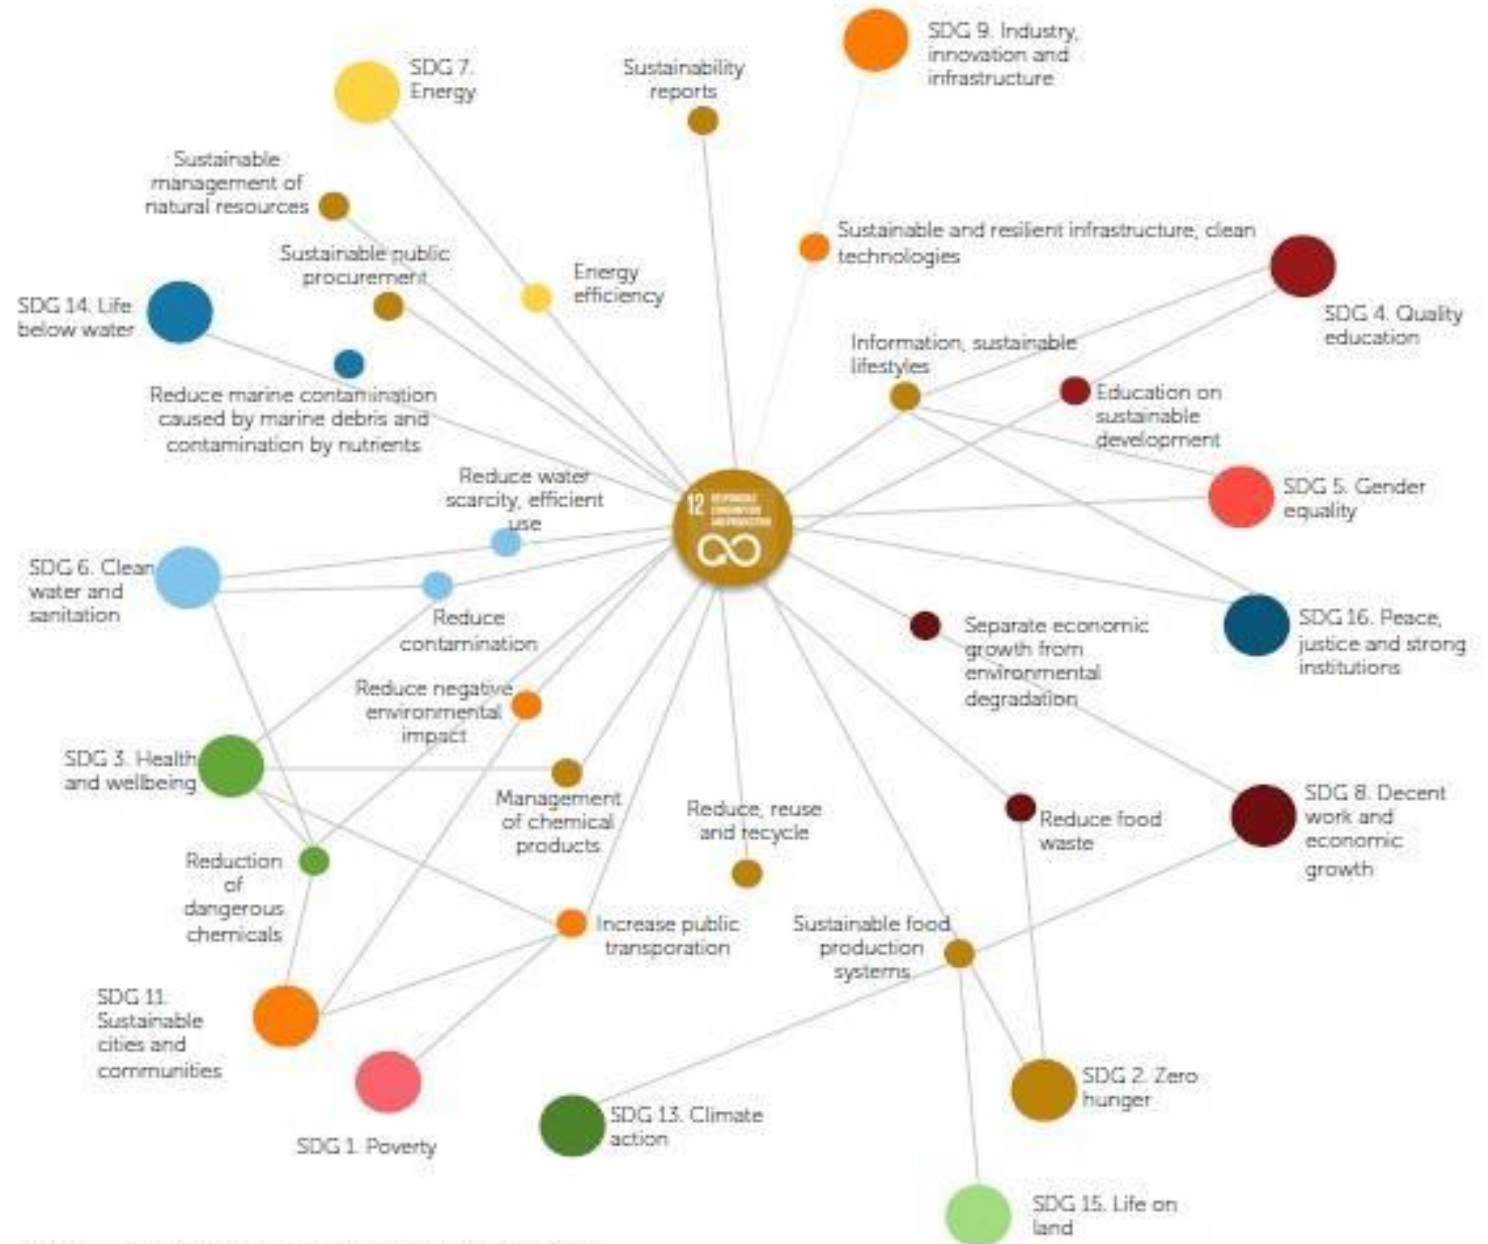 SDG 9. Industry,
innovation and
infrastructure
SDG 7.
Energy
Sustainability
reports
Sustainable
management of
natural resources
Sustainable public
procurement
Energy
efficiency
Sustainable and resilient infrastructure, clean
technologies
SDG 14. Life
below water
SDG 4. Quality
education
Information, sustainable
lifestyles
Reduce marine contamination
caused by marine debris and
contamination by nutrients
Education on
sustainable
development
Reduce water
scarcity, efficient
use
12 RESPONSIBLE
CONSUMPTION
AND PRODUCTION
SDG 5. Gender
equality
SDG 6. Clean
water and
sanitation
Reduce
contamination
Separate economic
growth from
environmental
degradation
SDG 16. Peace,
justice and strong
institutions
Reduce negative
environmental
impact
SDG 3. Health
and wellbeing
Management
of chemical
products
Reduce, reuse
and recycle
Reduce food
waste
SDG 8. Decent
work and
economic
growth
Reduction
of
dangerous
chemicals
Increase public
transporation
Sustainable food
production
systems
SDG 11.
Sustainable
cities and
communities
SDG 1. Poverty
SDG 13. Climate
action
SDG 2. Zero
hunger
SDG 15. Life on
land